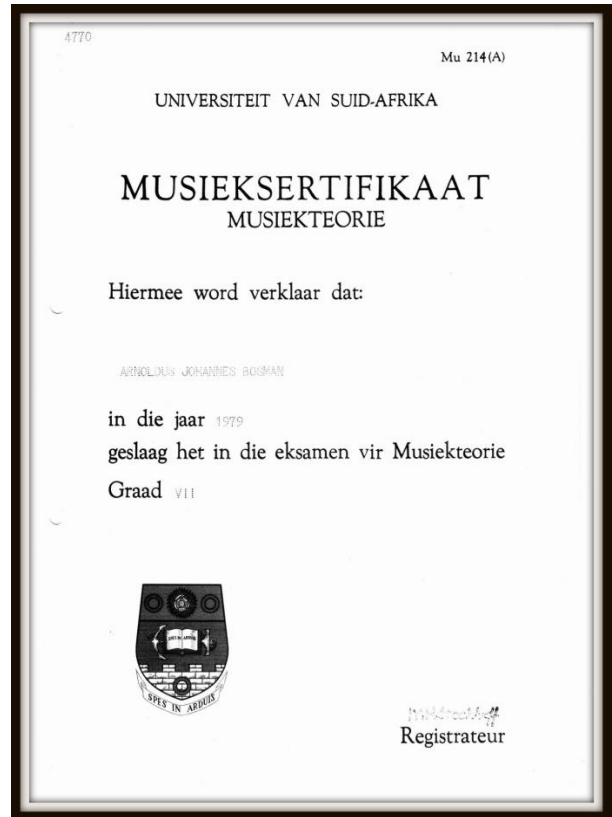 4770
Mu 214(A)
UNIVERSITEIT VAN SUID-AFRIKA
MUSIEKSERTIFIKAAT
MUSIEKTEORIE
Hiermee word verklaar dat:
ARNOLDUS JOHANNES BOSMAN
in die jaar 1979
geslaag het in die eksamen vir Musiekteorie
Graad VII
SPES IN ARDUIS
Registrateur